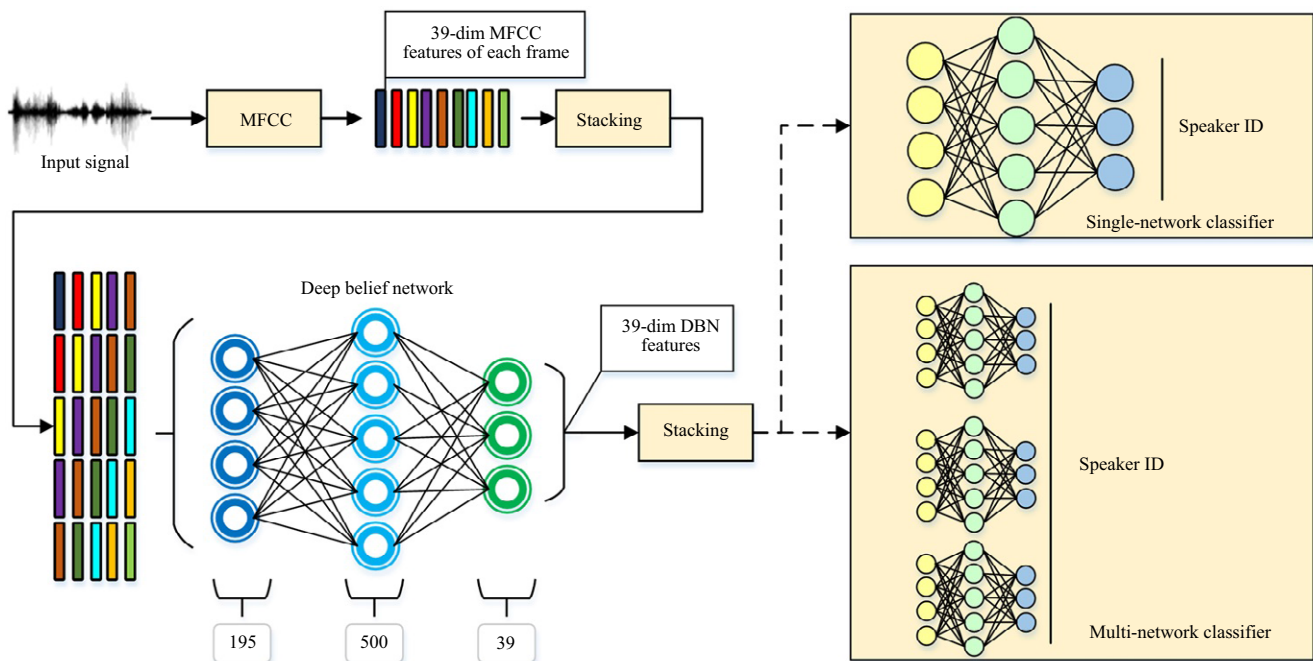 39-dim MFCC
features of each frame
MFCC
Stacking
Input signal
Speaker ID
Single-network classifier
Deep belief network
39-dim DBN
features
Stacking
Speaker ID
195
500
39
Multi-network classifier